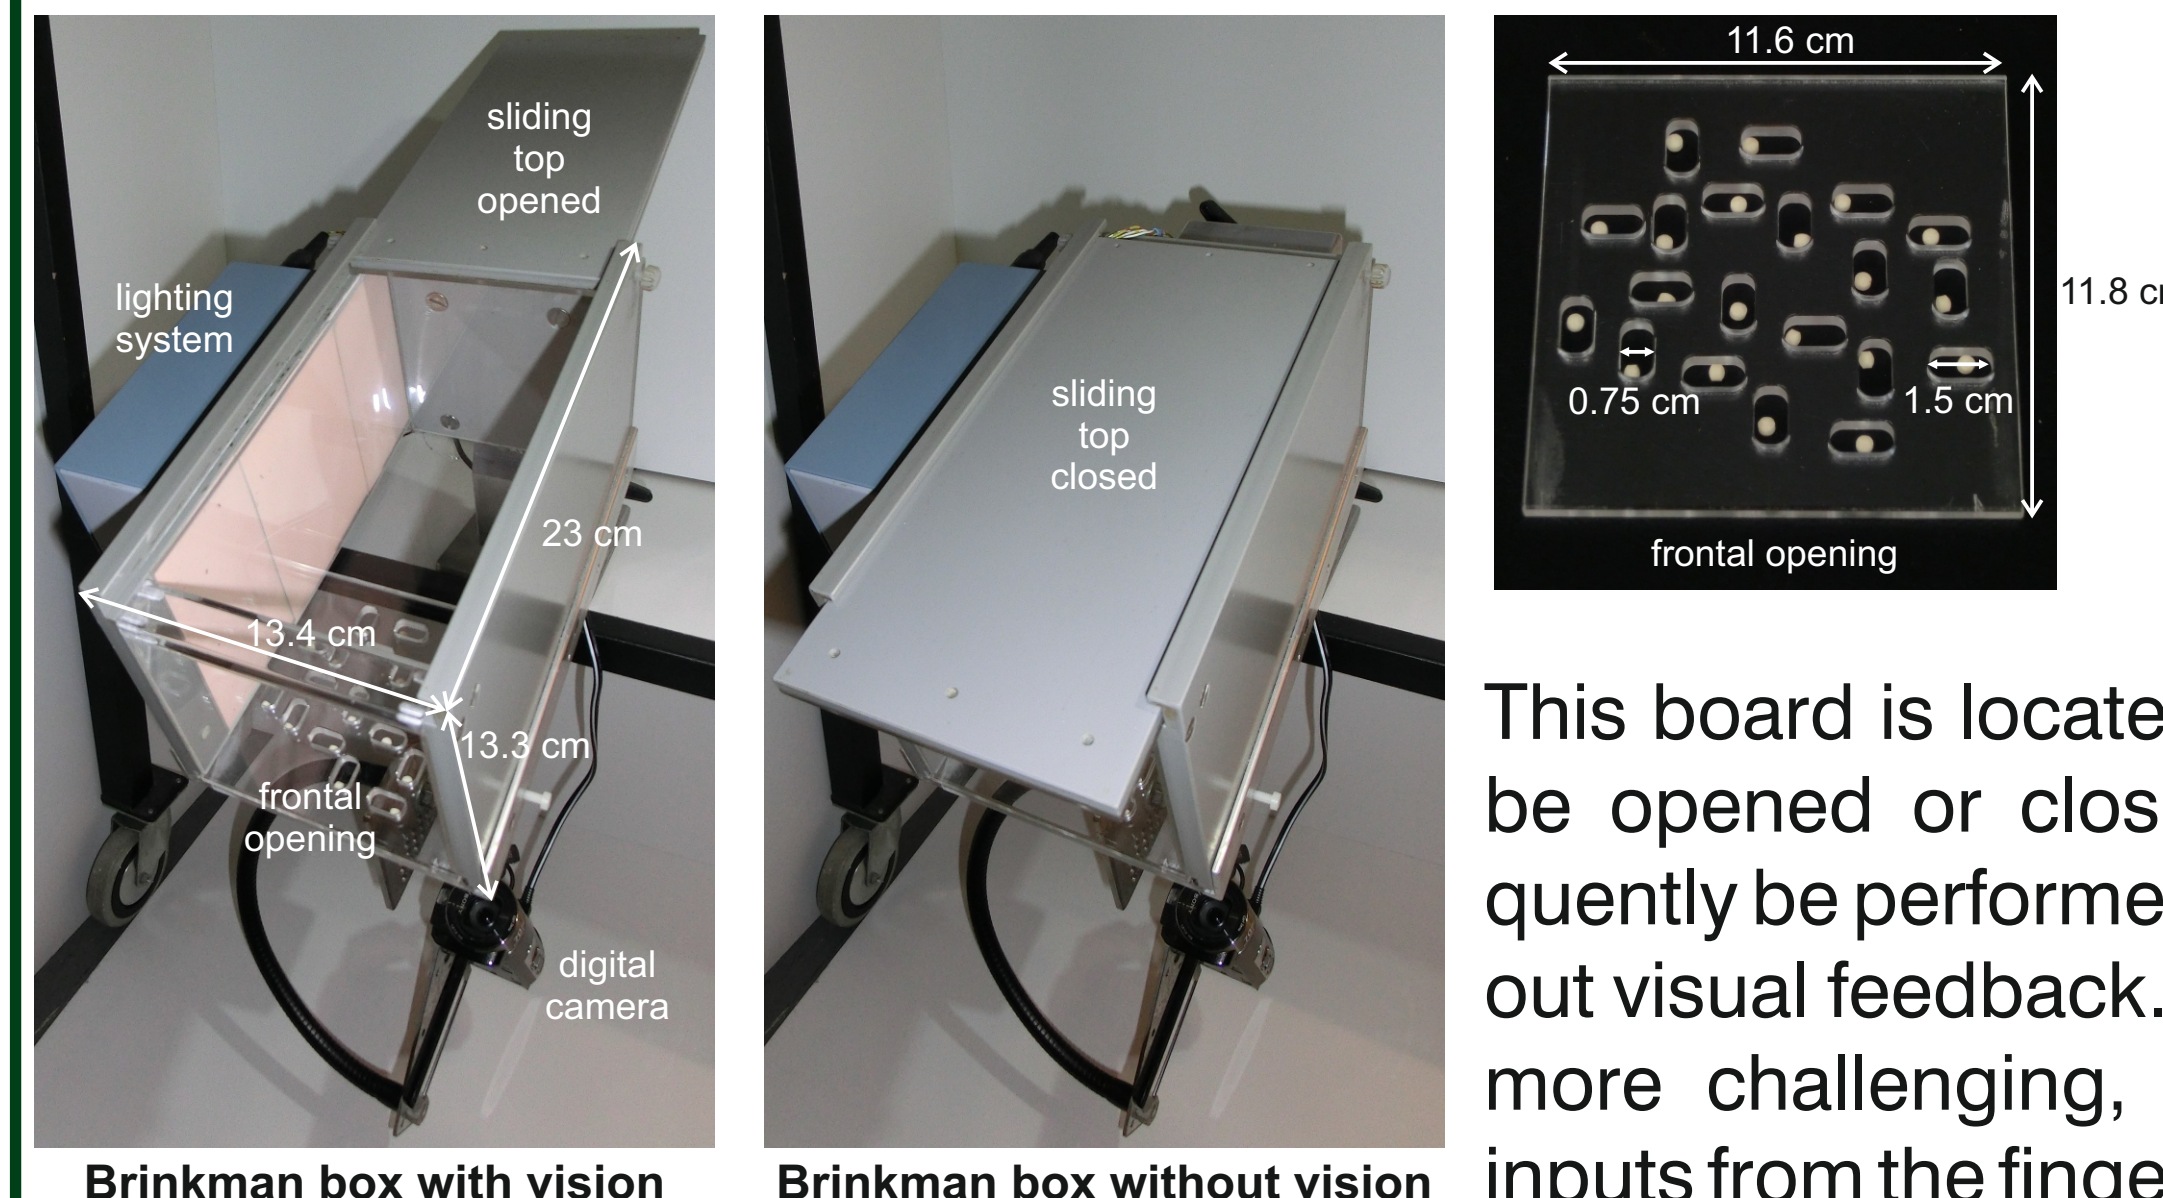 sliding
top
opened
lighting
system
23 cm
13.4 cm
13.3 cm
frontal
opening
digital
camera
Brinkman box with vision
sliding
top
closed
Brinkman box without vision
11.6 cm
11.8 c
0.75 cm
1.5 cm
frontal opening
This board is locate
be opened or clos
quently be performe
out visual feedback.
more challenging,
inputs from the finge